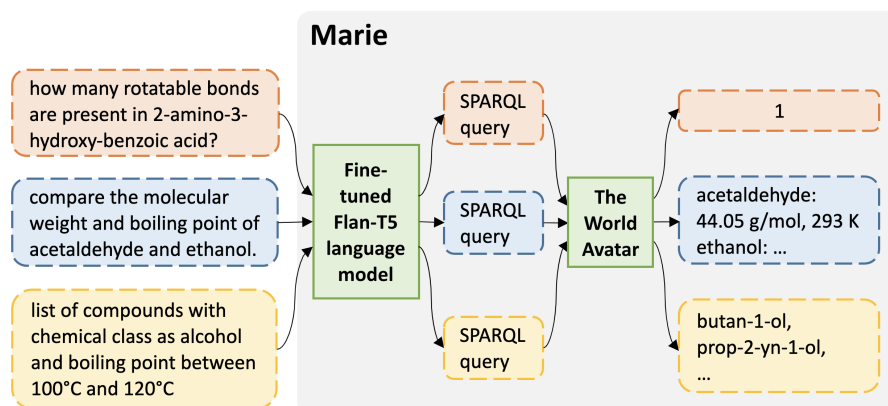 Marie
how many rotatable bonds
are present in 2-amino-3-
hydroxy-benzoic acid?
compare the molecular
weight and boiling point of
acetaldehyde and ethanol.
list of compounds with
chemical class as alcohol
and boiling point between
100°C and 120°C
Fine-
tuned
Flan-T5
language
model
SPARQL
query
SPARQL
query
SPARQL
query
The
World
Avatar
1
acetaldehyde:
44.05 g/mol, 293 K
ethanol: ...
butan-1-ol,
prop-2-yn-1-ol,
...